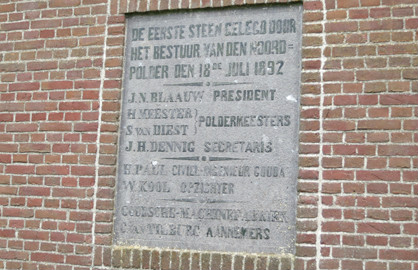 DE EERSTE STEEN GELEGD DOOR
HET BESTUUR VAN DEN NOORD=
POLDER DEN 18DE JULI 1892
J.N. BLAAUW PRESIDENT
H MEESTER
S VAN DIEST } POLDERMEESTERS
J.H. DENNIG SECRETARIS
H. PAUL CIVIEL-INGENIEUR GOUDA
W. KOOL OPZICHTER
GOUDSCHE-MACHINEFABRIEK
VAN TILBURG AANNEMERS